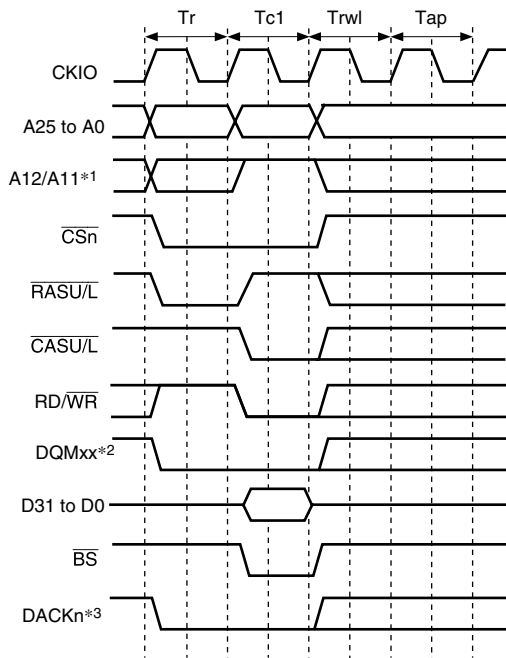 Tr Tc1 Trwl Tap
CKIO
A25 to A0
A12/A11*1
CSn
RASU/L
CASU/L
RD/WR
DQMxx*2
D31 to D0
BS
DACKn*3